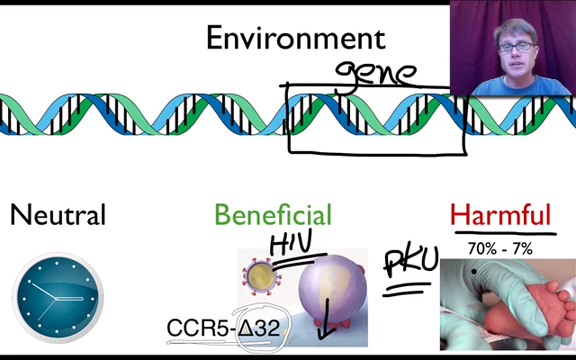 Environment
gene
Neutral
Beneficial
Harmful
HIV
PKU
70% - 7%
CCR5-Δ32